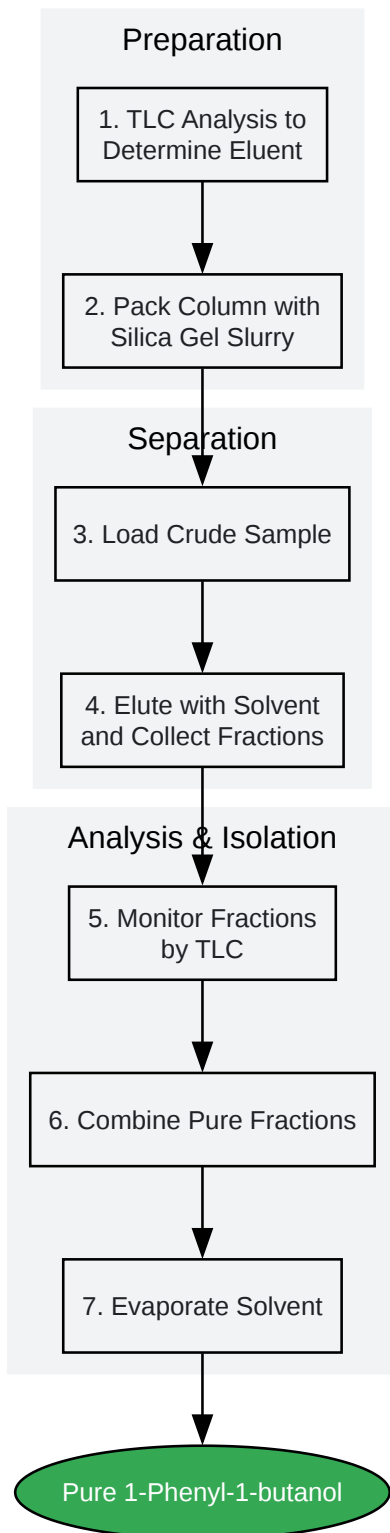 Preparation
1. TLC Analysis to
Determine Eluent
2. Pack Column with
Silica Gel Slurry
Separation
3. Load Crude Sample
4. Elute with Solvent
and Collect Fractions
Analysis & Isolation
5. Monitor Fractions
by TLC
6. Combine Pure Fractions
7. Evaporate Solvent
Pure 1-Phenyl-1-butanol